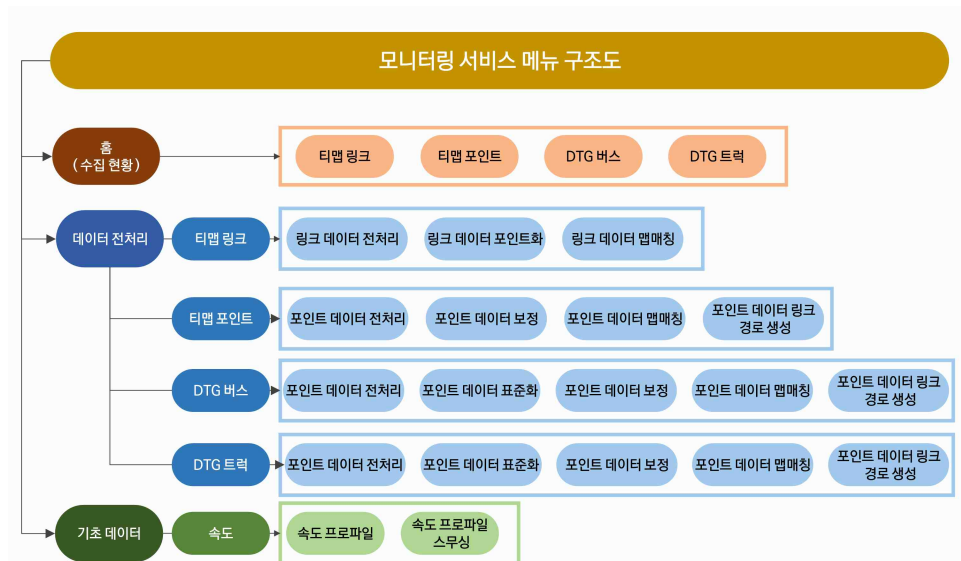 모니터링 서비스 메뉴 구조도
홈
( 수집 현황 )
티맵 링크
티맵 포인트
DTG 버스
DTG 트럭
데이터 전처리
티맵 링크
링크 데이터 전처리
링크 데이터 포인트화
링크 데이터 맵매칭
티맵 포인트
포인트 데이터 전처리
포인트 데이터 보정
포인트 데이터 맵매칭
포인트 데이터 링크
경로 생성
DTG 버스
포인트 데이터 전처리
포인트 데이터 표준화
포인트 데이터 보정
포인트 데이터 맵매칭
포인트 데이터 링크
경로 생성
DTG 트럭
포인트 데이터 전처리
포인트 데이터 표준화
포인트 데이터 보정
포인트 데이터 맵매칭
포인트 데이터 링크
경로 생성
기초 데이터
속도
속도 프로파일
속도 프로파일
스무싱